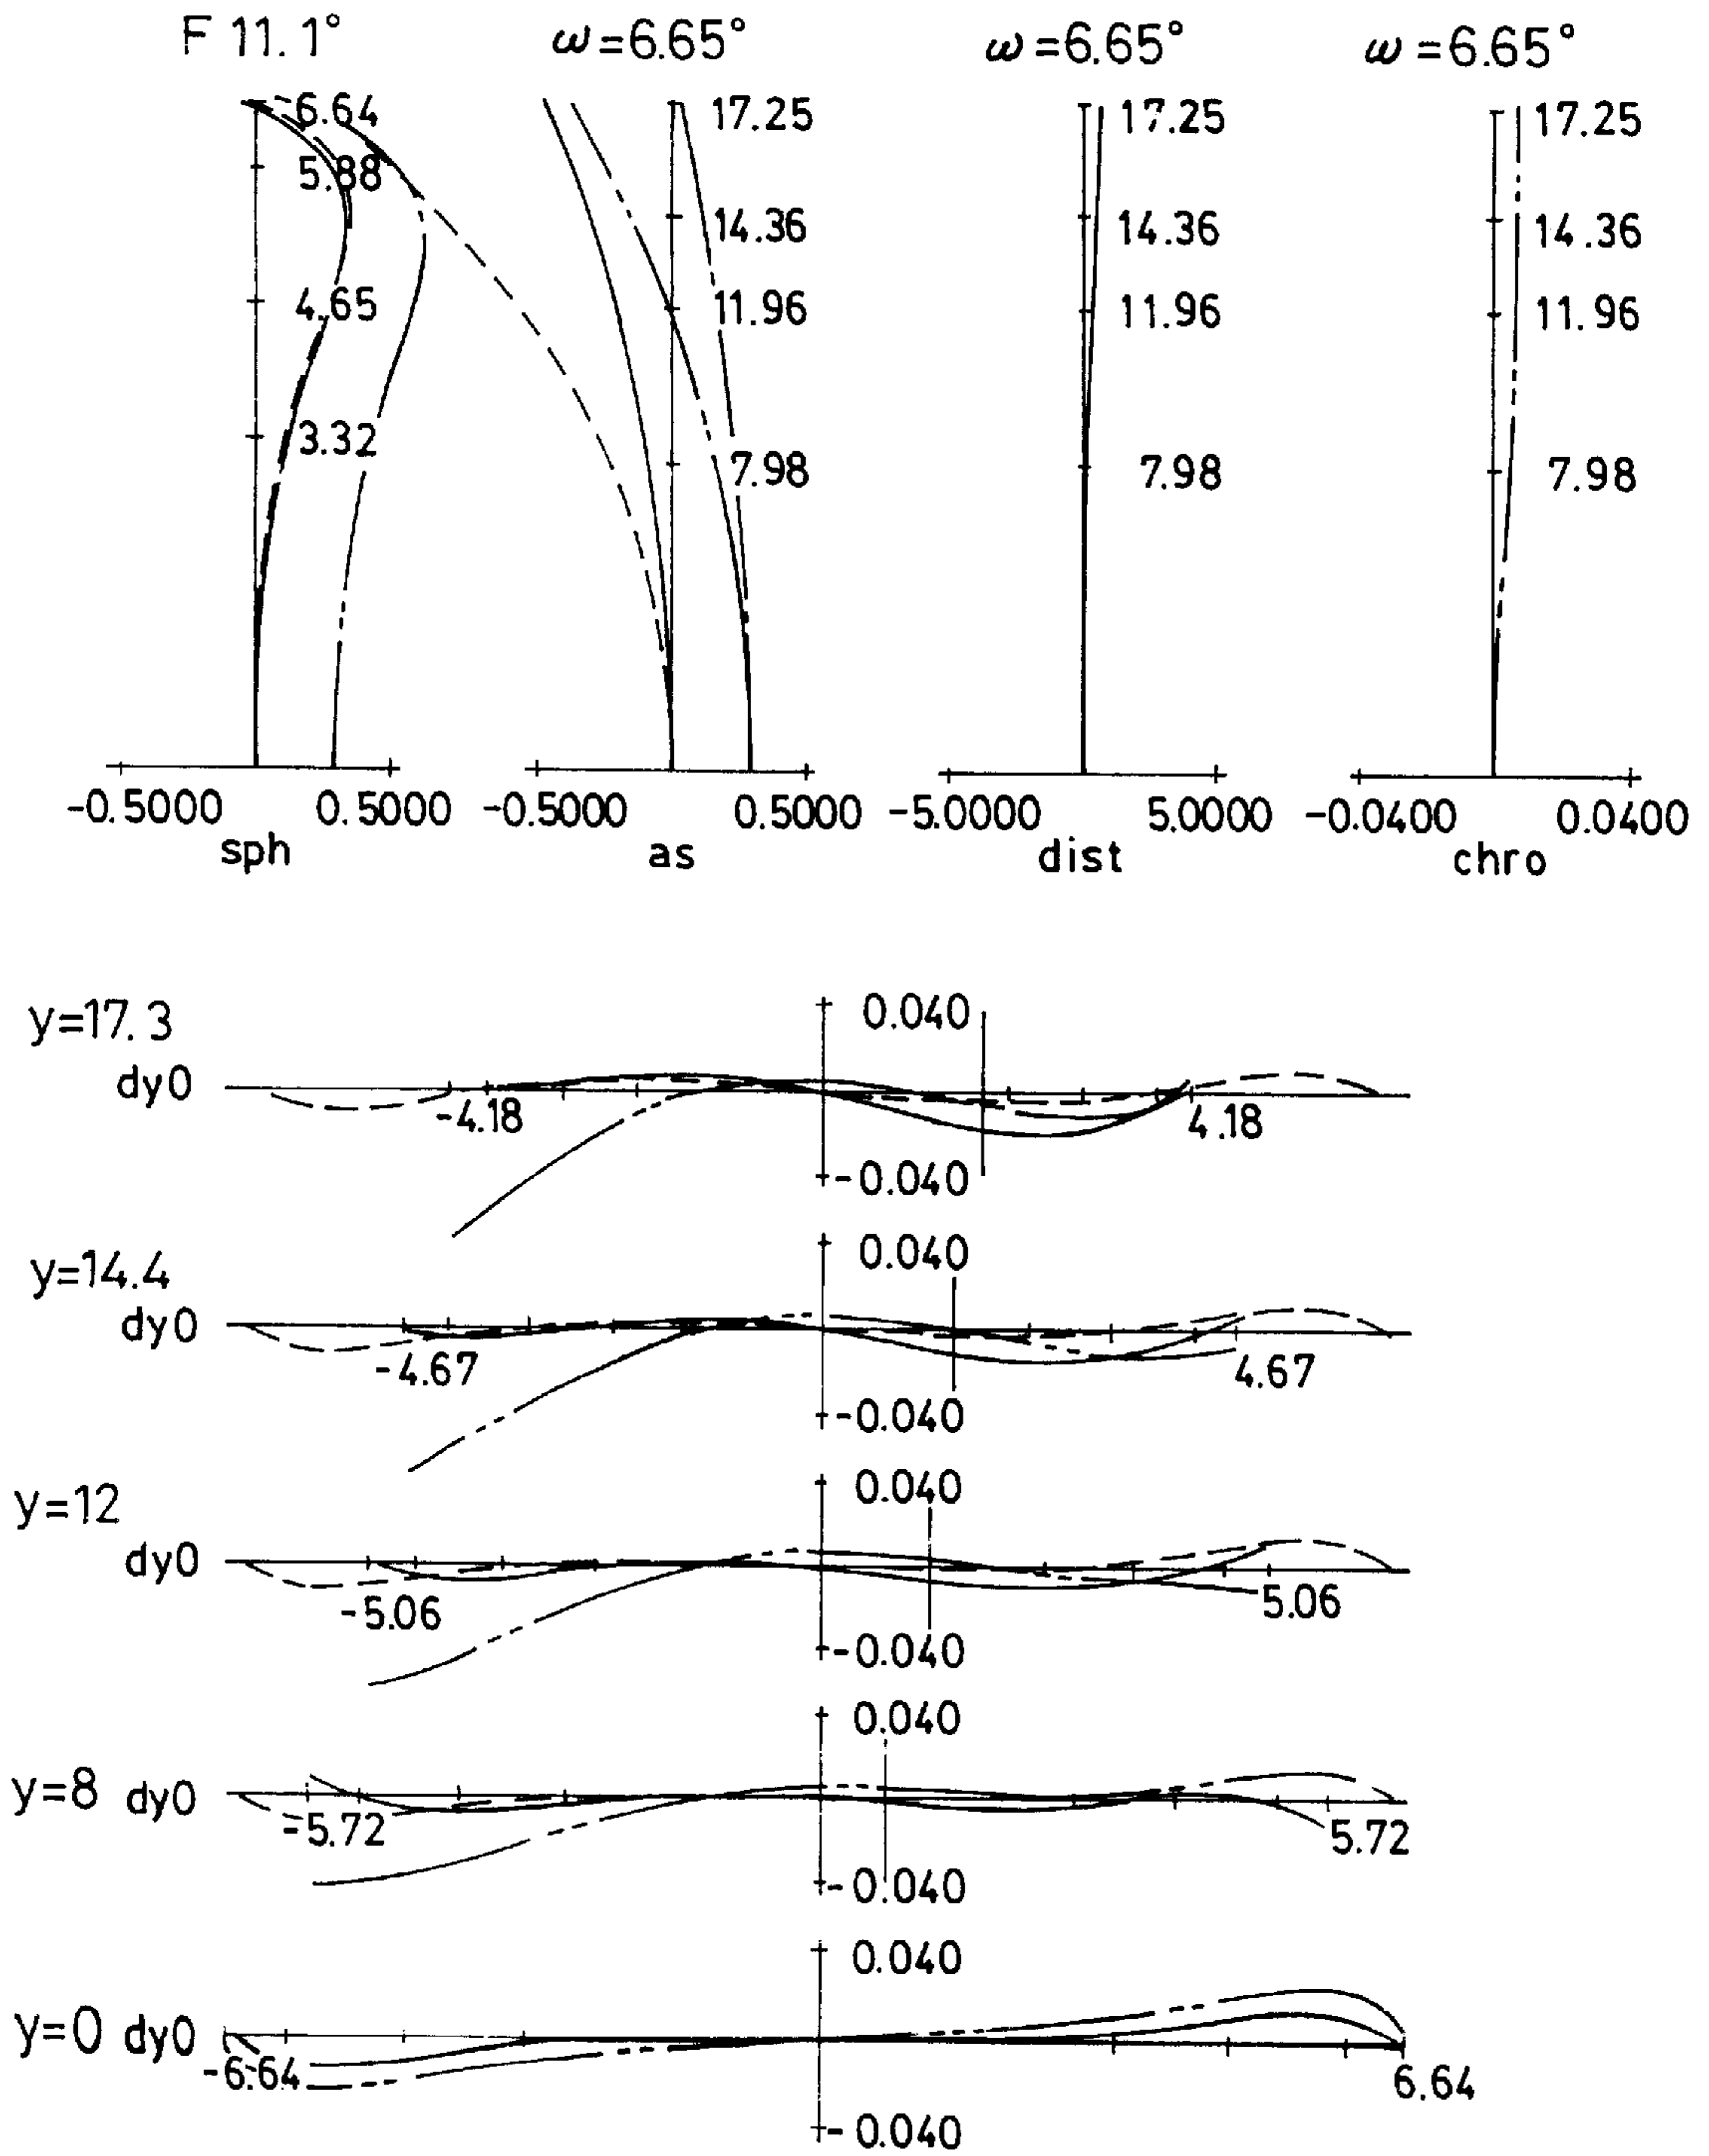 F 11.1° ω=6.65° ω=6.65° ω=6.65°
6.64 17.25 17.25 17.25
5.88 14.36 14.36 14.36
4.65 11.96 11.96 11.96
3.32 7.98 7.98 7.98
-0.5000 0.5000 -0.5000 0.5000 -5.0000 5.0000 -0.0400 0.0400
sph as dist chro
y=17.3 0.040
dy0 -4.18 4.18
-0.040
y=14.4 0.040
dy0 -4.67 4.67
-0.040
y=12 0.040
dy0 -5.06 5.06
-0.040
0.040
y=8 dy0 -5.72 5.72
-0.040
0.040
y=0 dy0 -6.64 6.64
-0.040